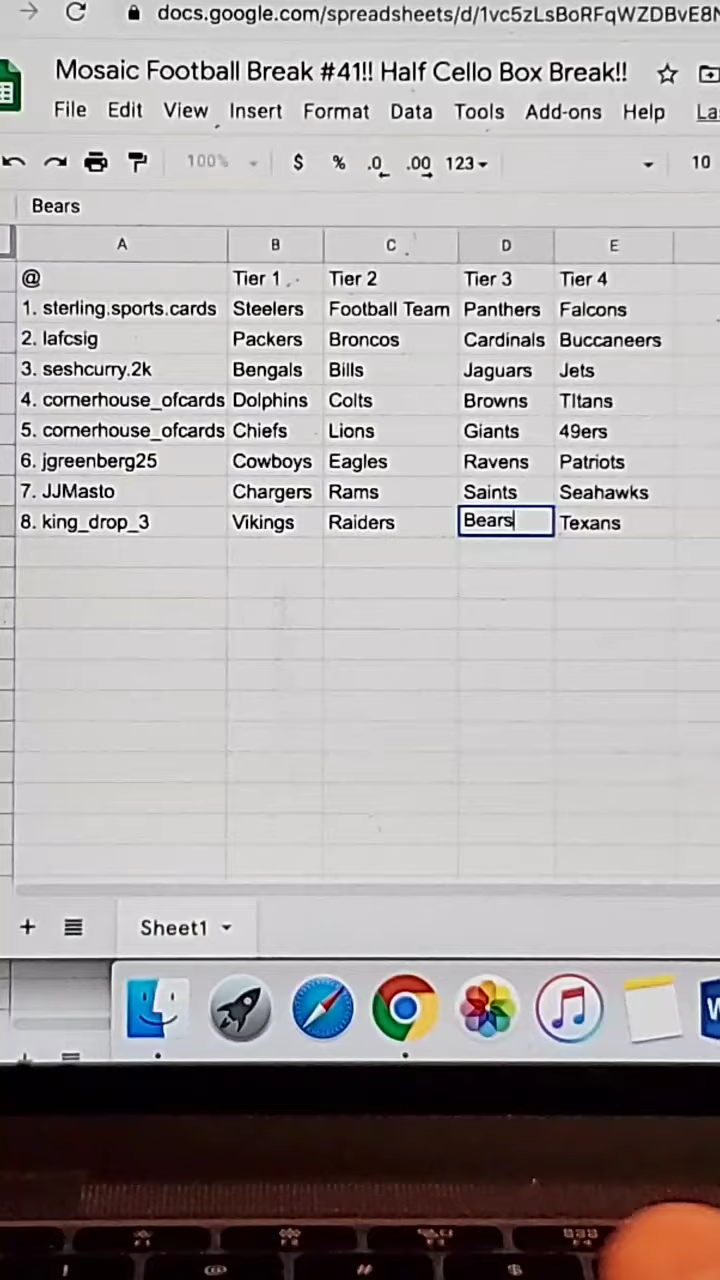 docs.google.com/spreadsheets/d/1vc5zLsBoRFqWZDBvE8N
Mosaic Football Break #41!! Half Cello Box Break!!
File Edit View Insert Format Data Tools Add-ons Help La
100% $ % .0 .00 123 10
Bears
A B C D E
@ Tier 1 Tier 2 Tier 3 Tier 4
1. sterling.sports.cards Steelers Football Team Panthers Falcons
2. lafcsig Packers Broncos Cardinals Buccaneers
3. seshcurry.2k Bengals Bills Jaguars Jets
4. cornerhouse_ofcards Dolphins Colts Browns TItans
5. cornerhouse_ofcards Chiefs Lions Giants 49ers
6. jgreenberg25 Cowboys Eagles Ravens Patriots
7. JJMasto Chargers Rams Saints Seahawks
8. king_drop_3 Vikings Raiders Bears Texans
+ Sheet1
W
! @ # $